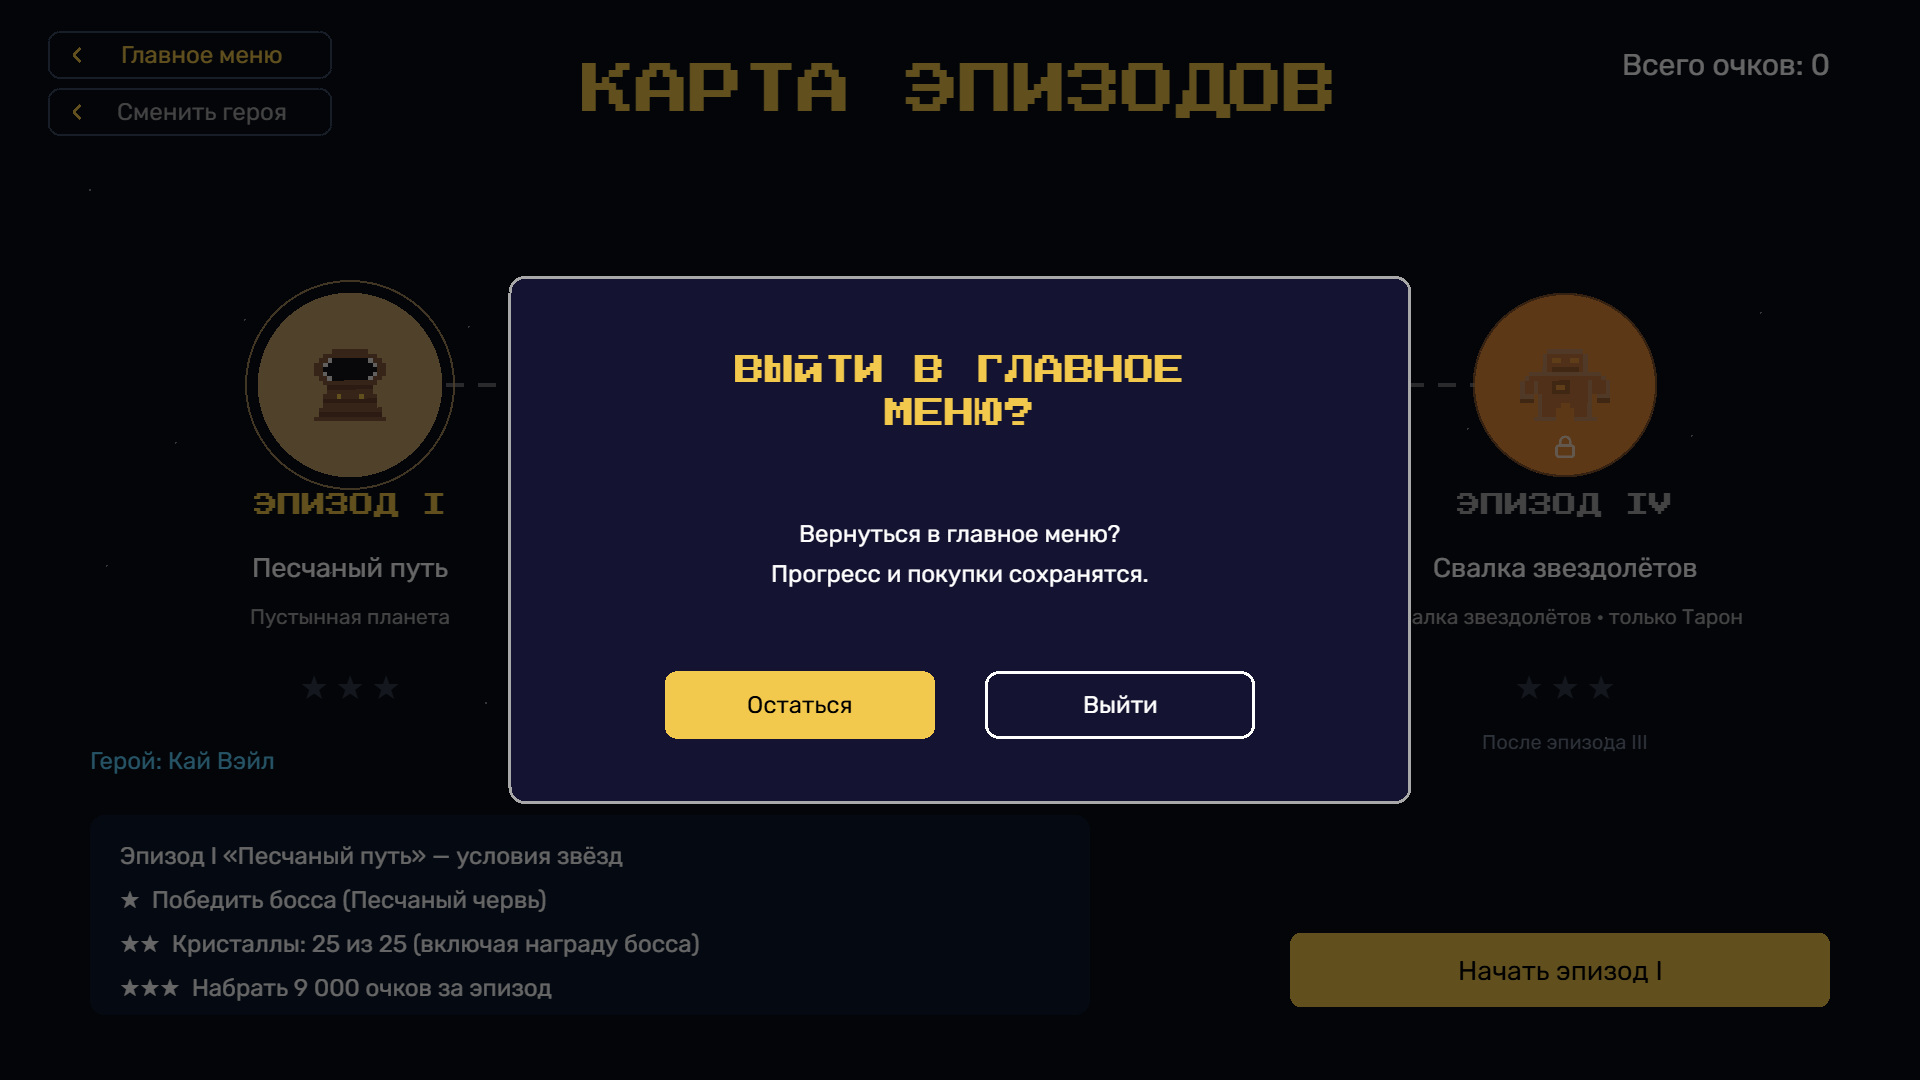 Главное меню
Сменить героя
КАРТА ЭПИЗОДОВ
Всего очков: 0
ВЫЙТИ В ГЛАВНОЕ
МЕНЮ?
Вернуться в главное меню?
Прогресс и покупки сохранятся.
Остаться
Выйти
ЭПИЗОД I
Песчаный путь
Пустынная планета
ЭПИЗОД IV
Свалка звездолётов
алка звездолётов • только Тарон
После эпизода III
Герой: Кай Вэйл
Эпизод I «Песчаный путь» — условия звёзд
★ Победить босса (Песчаный червь)
★★ Кристаллы: 25 из 25 (включая награду босса)
★★★ Набрать 9 000 очков за эпизод
Начать эпизод I